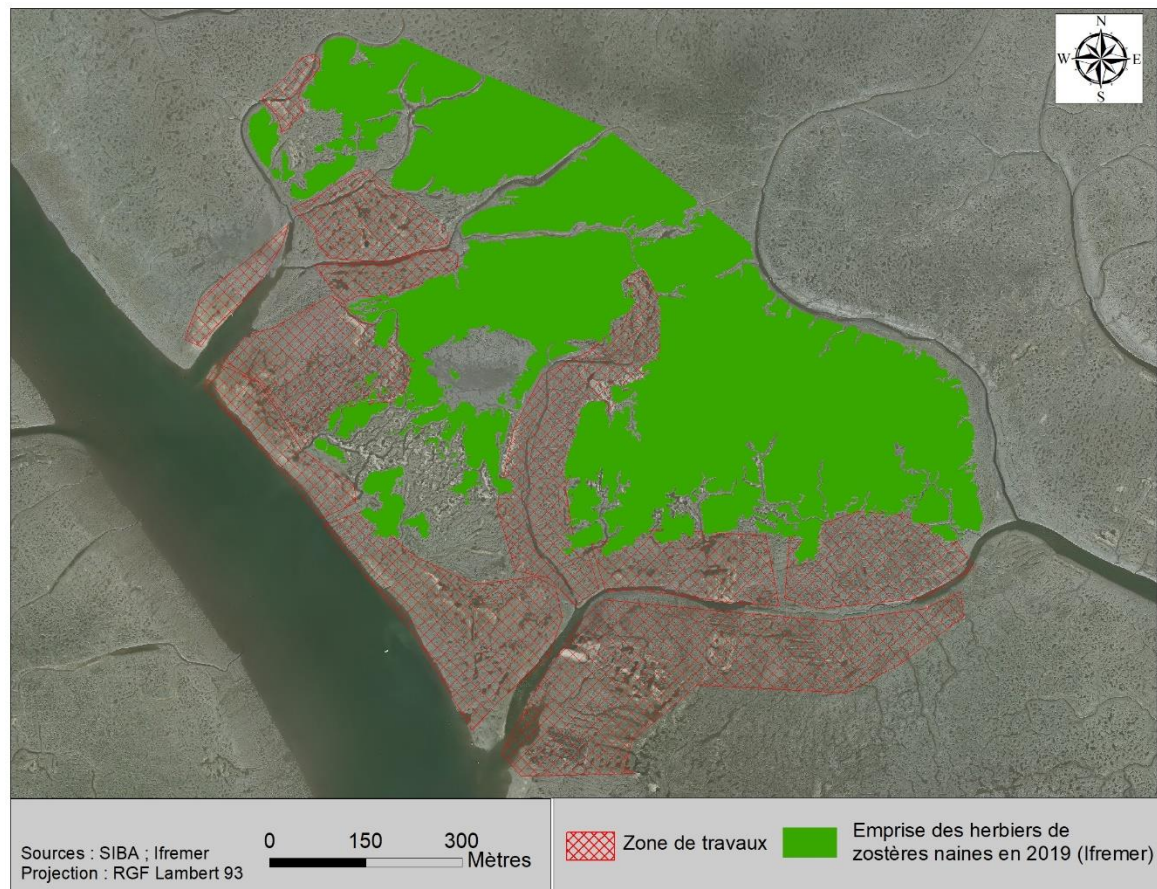 N
W E
S
Sources : SIBA ; Ifremer
Projection : RGF Lambert 93
0 150 300
Mètres
Zone de travaux
Emprise des herbiers de
zostères naines en 2019 (Ifremer)